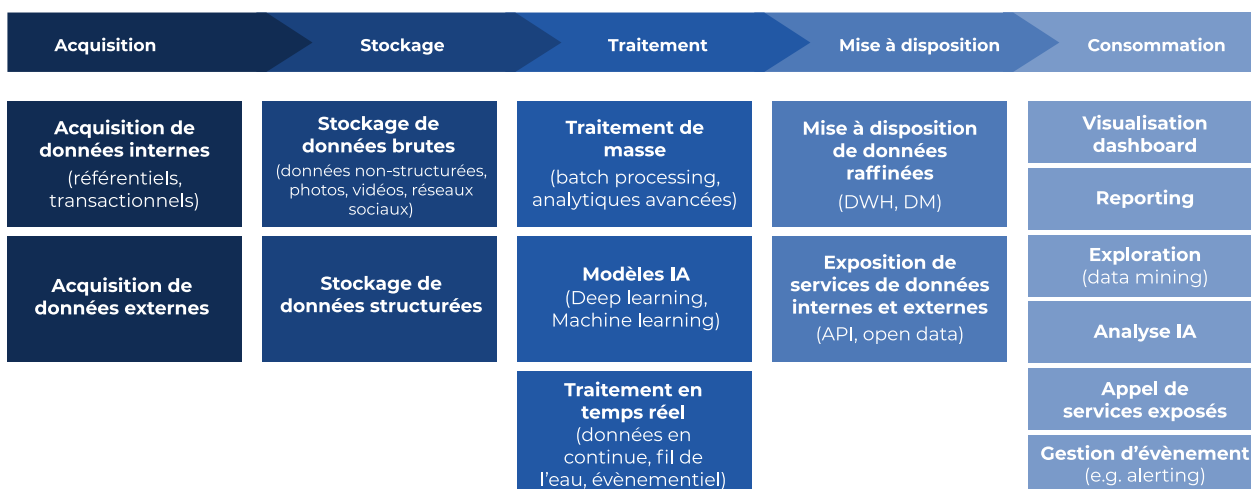 Acquisition
Stockage
Traitement
Mise à disposition
Consommation
Acquisition de
données internes
(référentiels,
transactionnels)
Acquisition de
données externes
Stockage de
données brutes
(données non-structurées,
photos, vidéos, réseaux
sociaux)
Stockage de
données structurées
Traitement de
masse
(batch processing,
analytiques avancées)
Modèles IA
(Deep learning,
Machine learning)
Traitement en
temps réel
(données en
continue, fil de
l'eau, évènementiel)
Mise à disposition
de données
raffinées
(DWH, DM)
Exposition de
services de données
internes et externes
(API, open data)
Visualisation
dashboard
Reporting
Exploration
(data mining)
Analyse IA
Appel de
services exposés
Gestion d'évènement
(e.g. alerting)